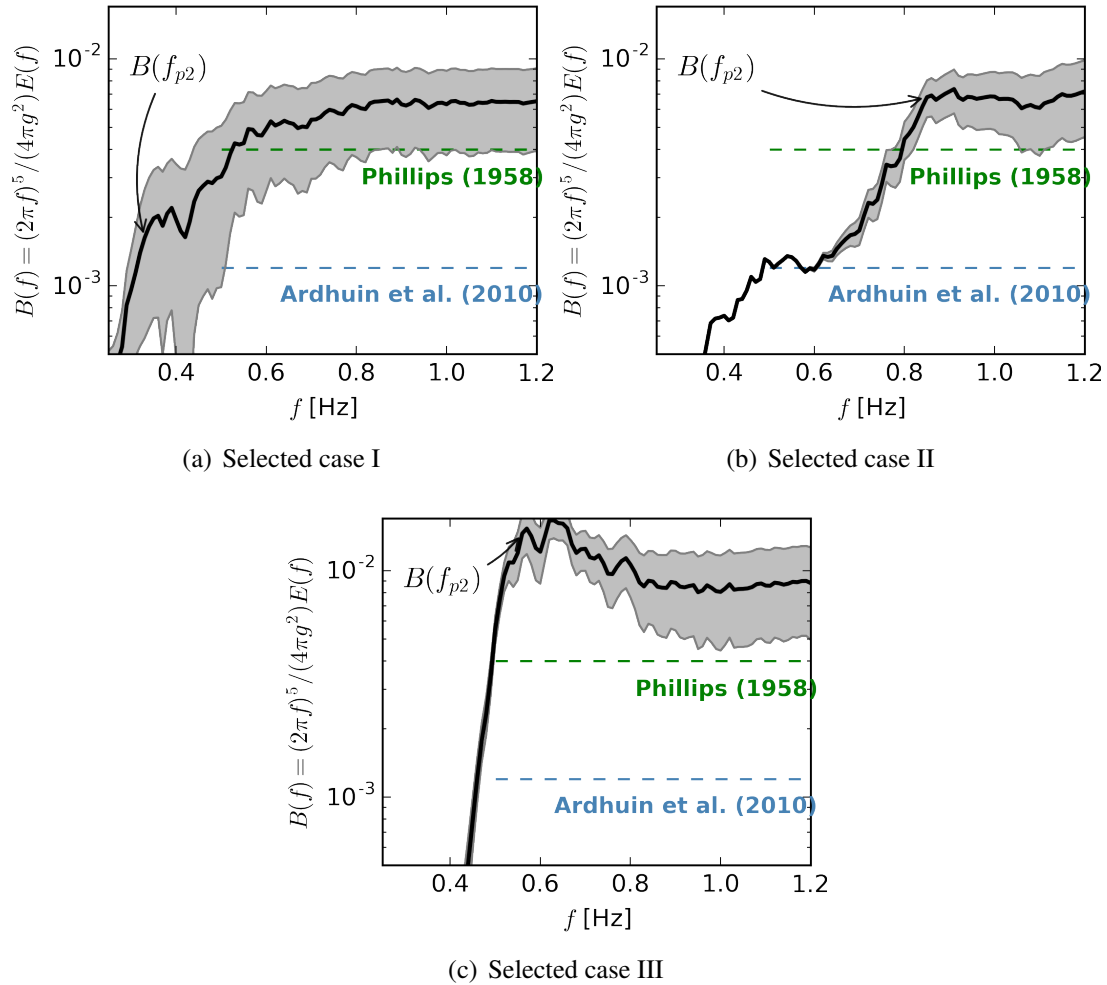 B(f) = (2πf)^5/(4πg^2)E(f)
10^-2
10^-3
B(f_{p2})
Phillips (1958)
Ardhuin et al. (2010)
0.4 0.6 0.8 1.0 1.2
f [Hz]
(a) Selected case I
B(f) = (2πf)^5/(4πg^2)E(f)
10^-2
10^-3
B(f_{p2})
Phillips (1958)
Ardhuin et al. (2010)
0.4 0.6 0.8 1.0 1.2
f [Hz]
(b) Selected case II
B(f) = (2πf)^5/(4πg^2)E(f)
10^-2
10^-3
B(f_{p2})
Phillips (1958)
Ardhuin et al. (2010)
0.4 0.6 0.8 1.0 1.2
f [Hz]
(c) Selected case III